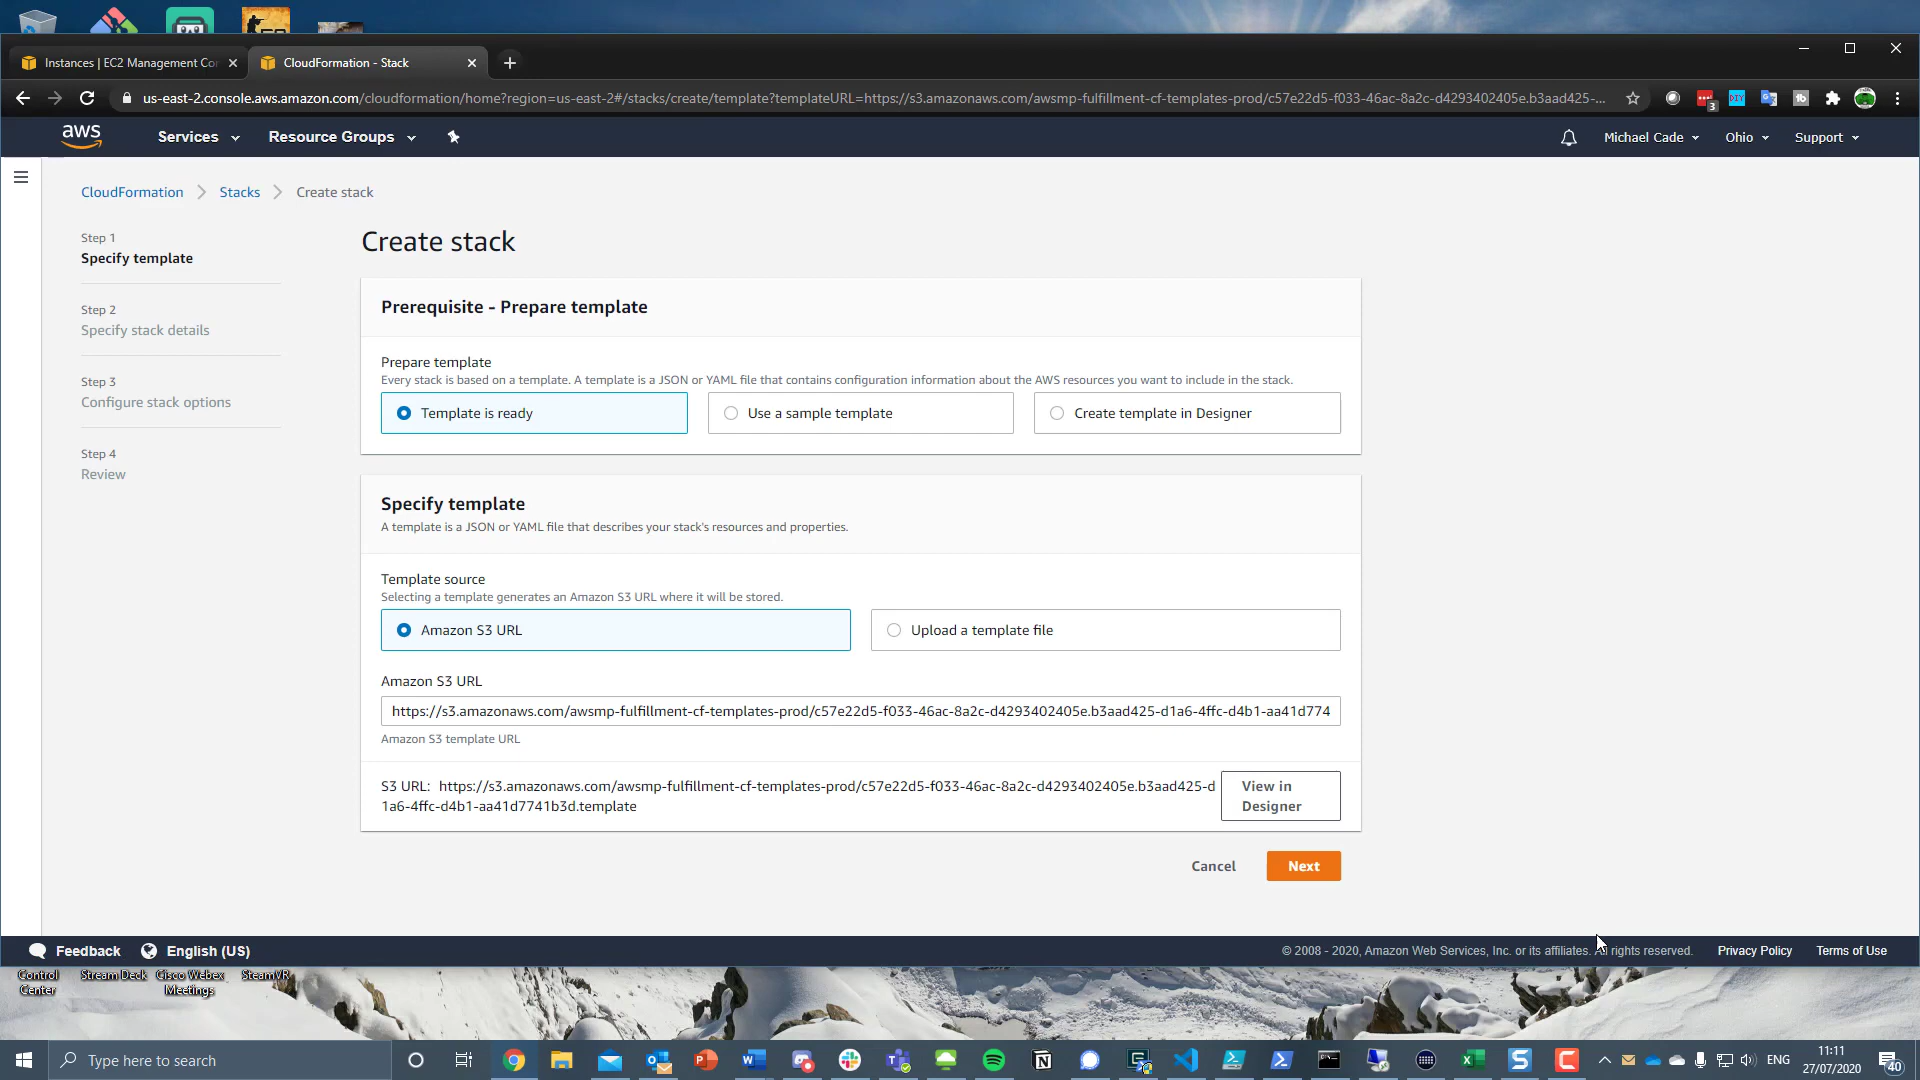 Instances | EC2 Management Con
CloudFormation - Stack
us-east-2.console.aws.amazon.com/cloudformation/home?region=us-east-2#/stacks/create/template?templateURL=https://s3.amazonaws.com/awsmp-fulfillment-cf-templates-prod/c57e22d5-f033-46ac-8a2c-d4293402405e.b3aad425-...
3
DIY
aws
Services
Resource Groups
Michael Cade
Ohio
Support
CloudFormation
Stacks
Create stack
Step 1
Specify template
Step 2
Specify stack details
Step 3
Configure stack options
Step 4
Review
Create stack
Prerequisite - Prepare template
Prepare template
Every stack is based on a template. A template is a JSON or YAML file that contains configuration information about the AWS resources you want to include in the stack.
Template is ready
Use a sample template
Create template in Designer
Specify template
A template is a JSON or YAML file that describes your stack's resources and properties.
Template source
Selecting a template generates an Amazon S3 URL where it will be stored.
Amazon S3 URL
Upload a template file
Amazon S3 URL
https://s3.amazonaws.com/awsmp-fulfillment-cf-templates-prod/c57e22d5-f033-46ac-8a2c-d4293402405e.b3aad425-d1a6-4ffc-d4b1-aa41d774
Amazon S3 template URL
S3 URL: https://s3.amazonaws.com/awsmp-fulfillment-cf-templates-prod/c57e22d5-f033-46ac-8a2c-d4293402405e.b3aad425-d
1a6-4ffc-d4b1-aa41d7741b3d.template
View in
Designer
Cancel
Next
Feedback
English (US)
© 2008 - 2020, Amazon Web Services, Inc. or its affiliates. All rights reserved.
Privacy Policy
Terms of Use
Control
Center
Stream Deck
Cisco Webex
Meetings
SteamVR
Type here to search
ENG
11:11
27/07/2020
40